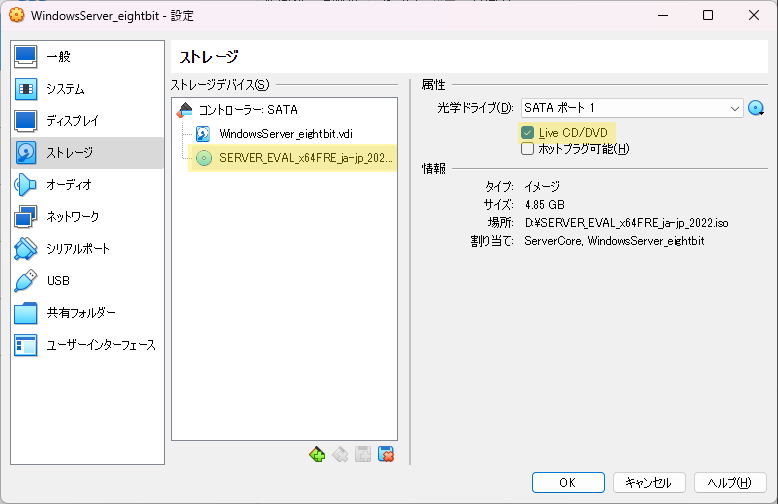 WindowsServer_eightbit - 設定
一般
システム
ディスプレイ
ストレージ
オーディオ
ネットワーク
シリアルポート
USB
共有フォルダー
ユーザーインターフェース
ストレージ
ストレージデバイス(S)
コントローラー: SATA
WindowsServer_eightbit.vdi
SERVER_EVAL_x64FRE_ja-jp_202...
属性
光学ドライブ(D): SATA ポート 1
Live CD/DVD
ホットプラグ可能(H)
情報
タイプ: イメージ
サイズ: 4.85 GB
場所: D:¥SERVER_EVAL_x64FRE_ja-jp_2022.iso
割り当て: ServerCore, WindowsServer_eightbit
OK
キャンセル
ヘルプ(H)